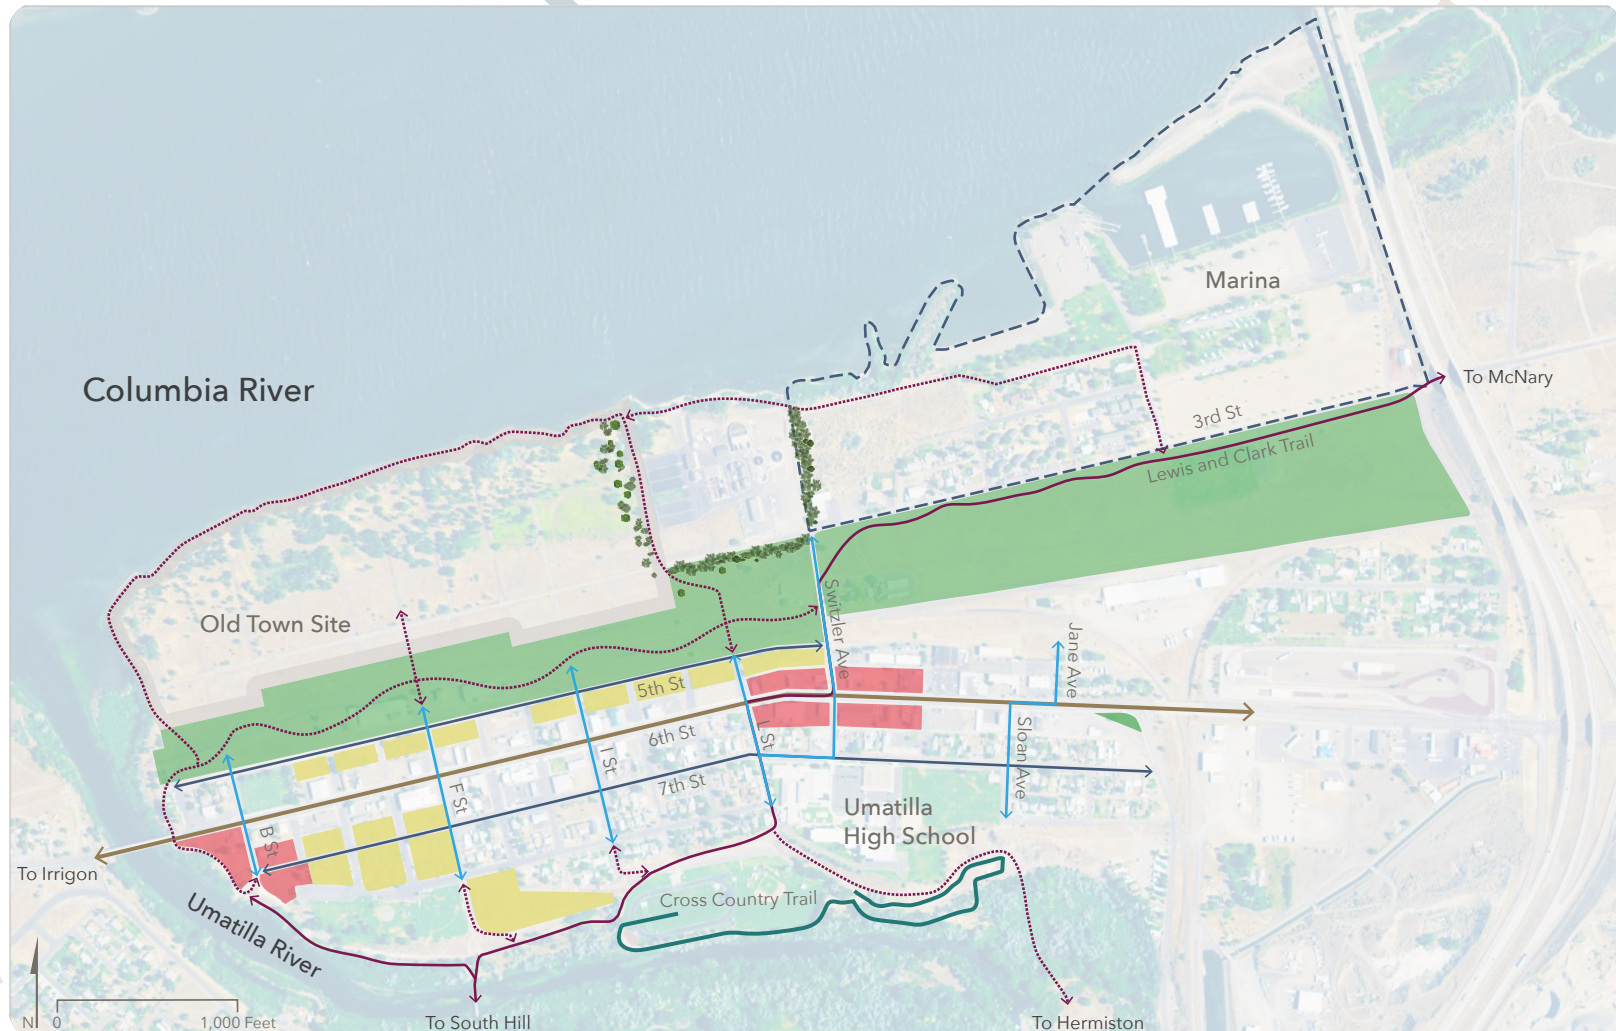 Marina
Columbia River
To McNary
3rd St
Lewis and Clark Trail
Old Town Site
Switzler Ave
Jane Ave
5th St
6th St
L St
Sloan Ave
I St
7th St
F St
B St
Umatilla
High School
To Irrigon
Cross Country Trail
Umatilla River
N
0
1,000 Feet
To South Hill
To Hermiston